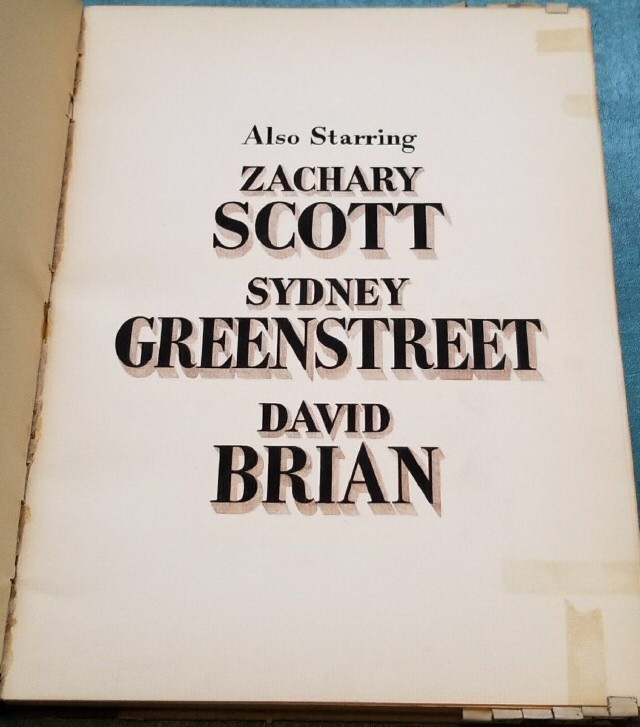 Also Starring
ZACHARY
SCOTT
SYDNEY
GREENSTREET
DAVID
BRIAN